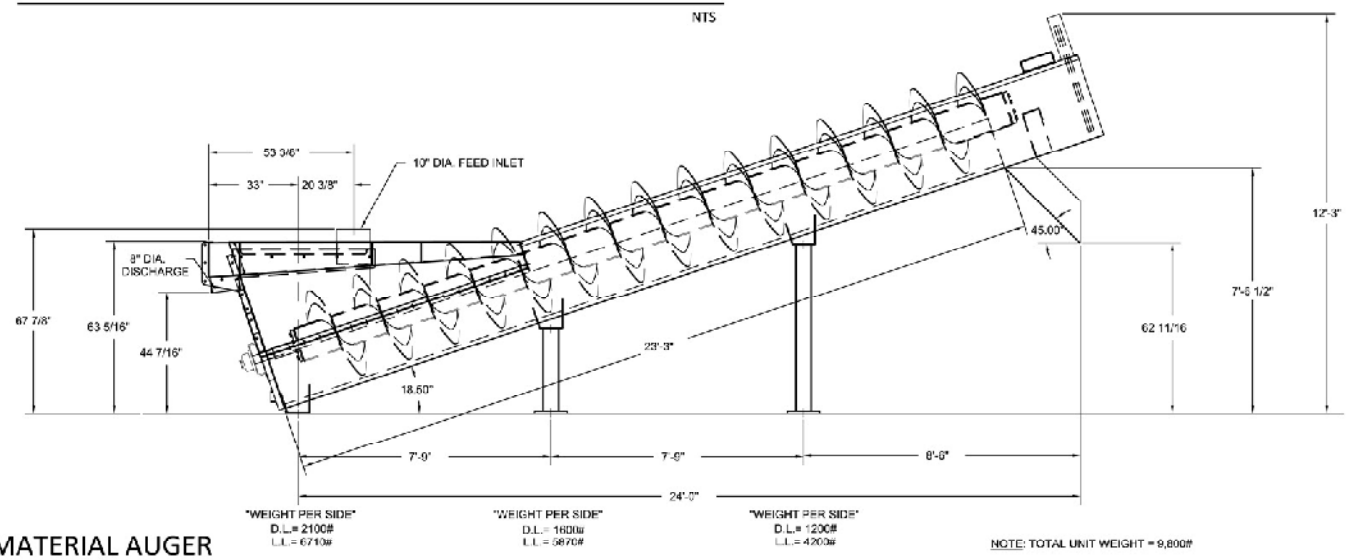 NTS
53 3/8"
10" DIA. FEED INLET
33"
20 3/8"
12'-3"
45.00°
8" DIA.
DISCHARGE
7'-6 1/2"
67 7/8"
63 5/16"
62 11/16
44 7/16"
23'-3"
18.50°
7'-9"
7'-9"
8'-6"
24'-0"
"WEIGHT PER SIDE"
D.L.= 2100#
L.L.= 6710#
"WEIGHT PER SIDE"
D.L.= 1600#
L.L.= 5870#
"WEIGHT PER SIDE"
D.L.= 1200#
L.L.= 4200#
MATERIAL AUGER
NOTE: TOTAL UNIT WEIGHT = 9,800#